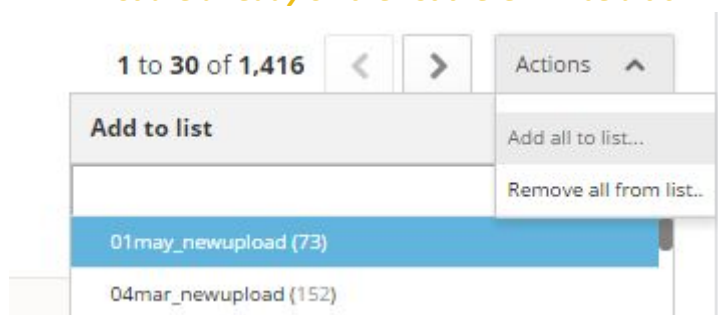 1 to 30 of 1,416
Actions
Add to list
Add all to list...
Remove all from list..
01may_newupload (73)
04mar_newupload (152)